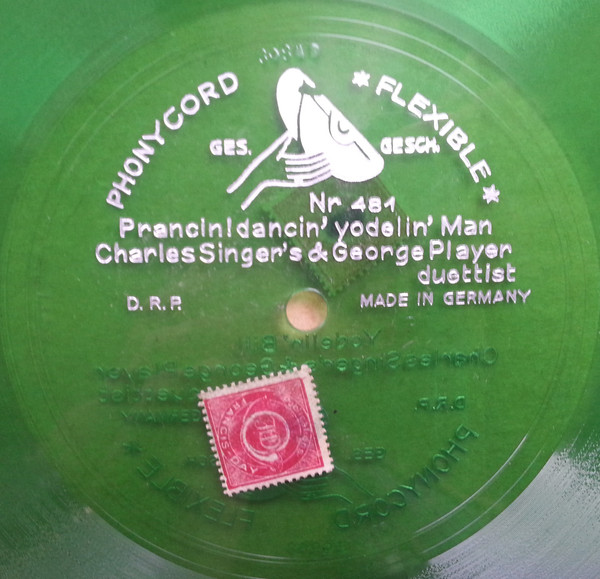 PHONYCORD
* FLEXIBLE *
GES. GESCH.
Nr 481
Prancin!dancin' yodelin' Man
Charles Singer's & George Player
duettist
D. R. P.
MADE IN GERMANY